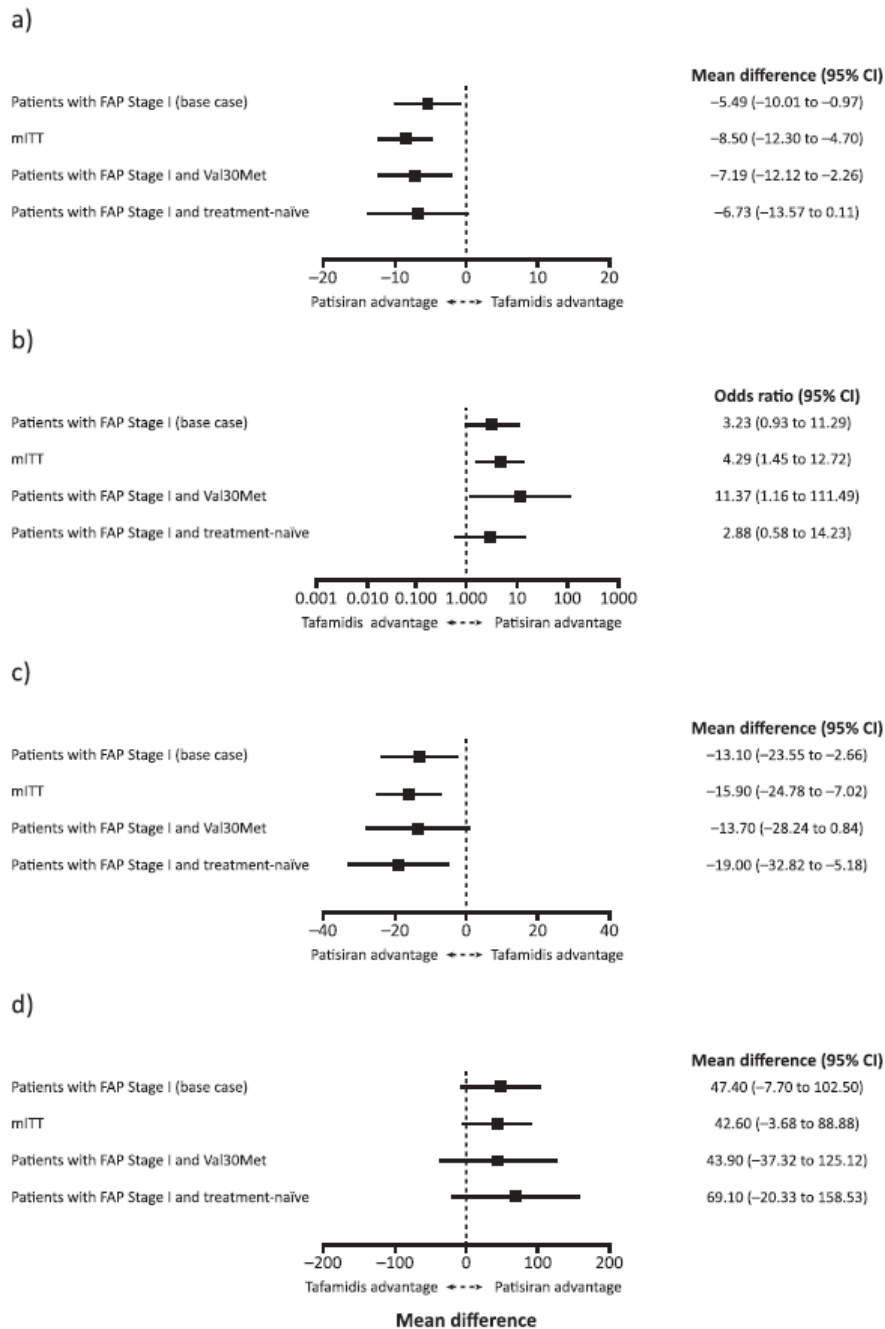 a)
Mean difference (95% CI)
Patients with FAP Stage I (base case) −5.49 (−10.01 to −0.97)
mITT −8.50 (−12.30 to −4.70)
Patients with FAP Stage I and Val30Met −7.19 (−12.12 to −2.26)
Patients with FAP Stage I and treatment-naïve −6.73 (−13.57 to 0.11)
−20 −10 0 10 20
Patisiran advantage Tafamidis advantage
b)
Odds ratio (95% CI)
Patients with FAP Stage I (base case) 3.23 (0.93 to 11.29)
mITT 4.29 (1.45 to 12.72)
Patients with FAP Stage I and Val30Met 11.37 (1.16 to 111.49)
Patients with FAP Stage I and treatment-naïve 2.88 (0.58 to 14.23)
0.001 0.010 0.100 1.000 10 100 1000
Tafamidis advantage Patisiran advantage
c)
Mean difference (95% CI)
Patients with FAP Stage I (base case) −13.10 (−23.55 to −2.66)
mITT −15.90 (−24.78 to −7.02)
Patients with FAP Stage I and Val30Met −13.70 (−28.24 to 0.84)
Patients with FAP Stage I and treatment-naïve −19.00 (−32.82 to −5.18)
−40 −20 0 20 40
Patisiran advantage Tafamidis advantage
d)
Mean difference (95% CI)
Patients with FAP Stage I (base case) 47.40 (−7.70 to 102.50)
mITT 42.60 (−3.68 to 88.88)
Patients with FAP Stage I and Val30Met 43.90 (−37.32 to 125.12)
Patients with FAP Stage I and treatment-naïve 69.10 (−20.33 to 158.53)
−200 −100 0 100 200
Tafamidis advantage Patisiran advantage
Mean difference